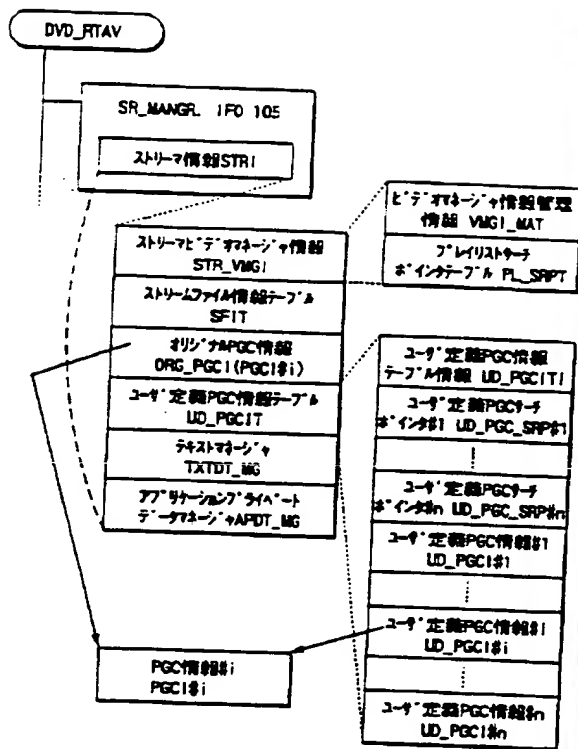 DVD_RTAV
SR_MANGR. IFO 105
ストリーマ情報STRI
ストリーマビデオマネージャ情報
STR_VMGI
ストリームファイル情報テーブル
SFIT
オリジナルPGC情報
ORG_PGCI(PGCI#i)
ユーザ定義PGC情報テーブル
UD_PGCIT
テキストマネージャ
TXTDT_MG
アプリケーションプライベート
データマネージャAPDT_MG
ビデオマネージャ情報管理
情報 VMGI_MAT
プレイリストサーチ
ポインタテーブル PL_SRPT
ユーザ定義PGC情報
テーブル情報 UD_PGCITI
ユーザ定義PGCサーチ
ポインタ#1 UD_PGC_SRP#1
ユーザ定義PGCサーチ
ポインタ#n UD_PGC_SRP#n
ユーザ定義PGC情報#1
UD_PGCI#1
ユーザ定義PGC情報#i
UD_PGCI#i
ユーザ定義PGC情報#n
UD_PGCI#n
PGC情報#i
PGCI#i